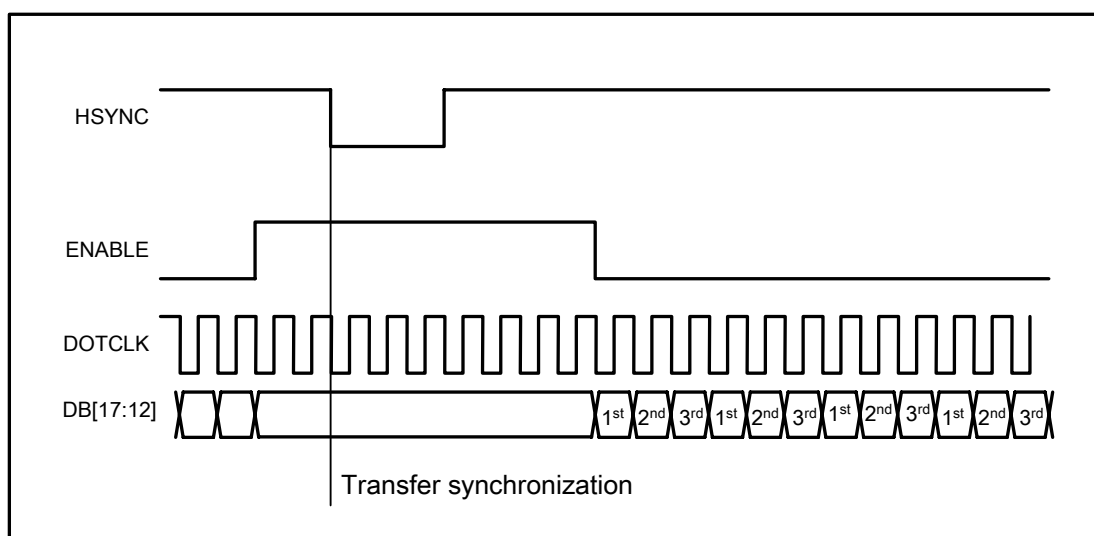 HSYNC
ENABLE
DOTCLK
DB[17:12] 1st 2nd 3rd 1st 2nd 3rd 1st 2nd 3rd 1st 2nd 3rd
Transfer synchronization